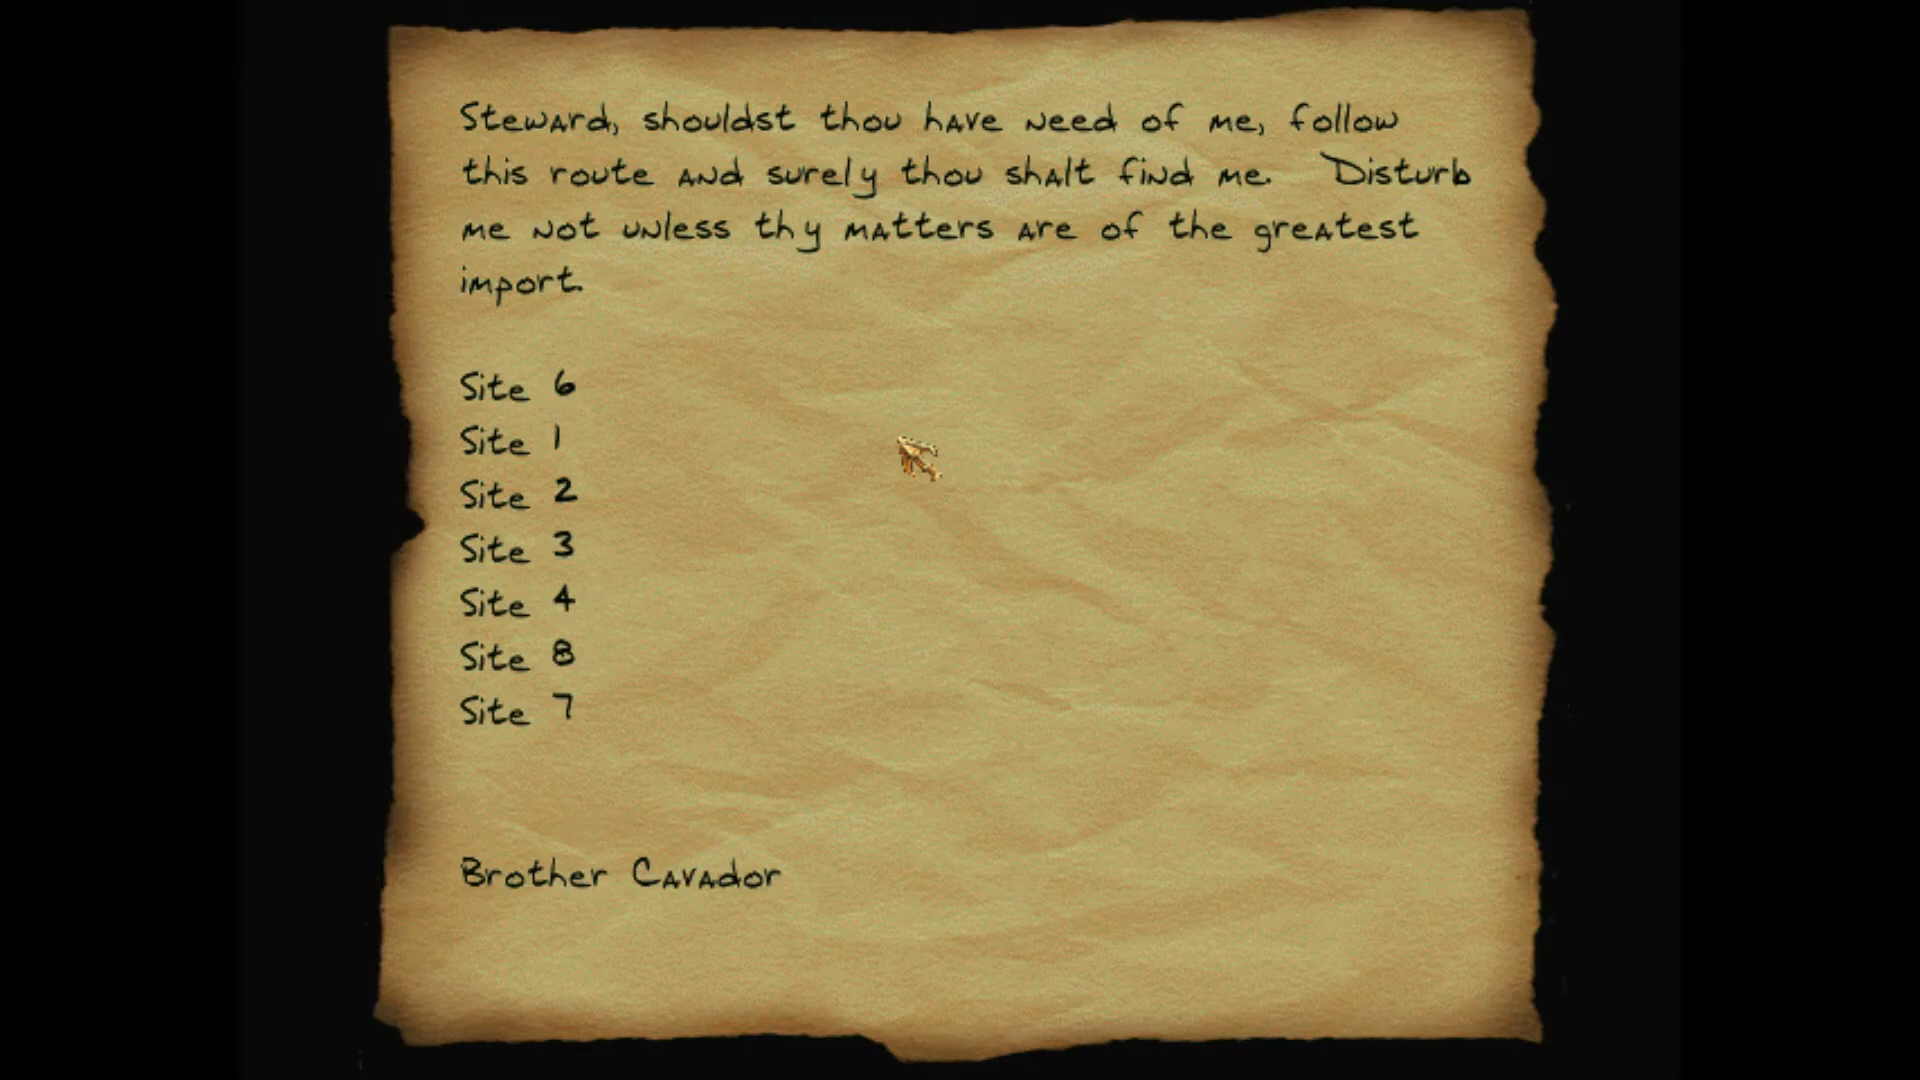 Steward, shouldst thou have need of me, follow
this route and surely thou shalt find me. Disturb
me not unless thy matters are of the greatest
import.
Site 6
Site 1
Site 2
Site 3
Site 4
Site 8
Site 7
Brother Cavador